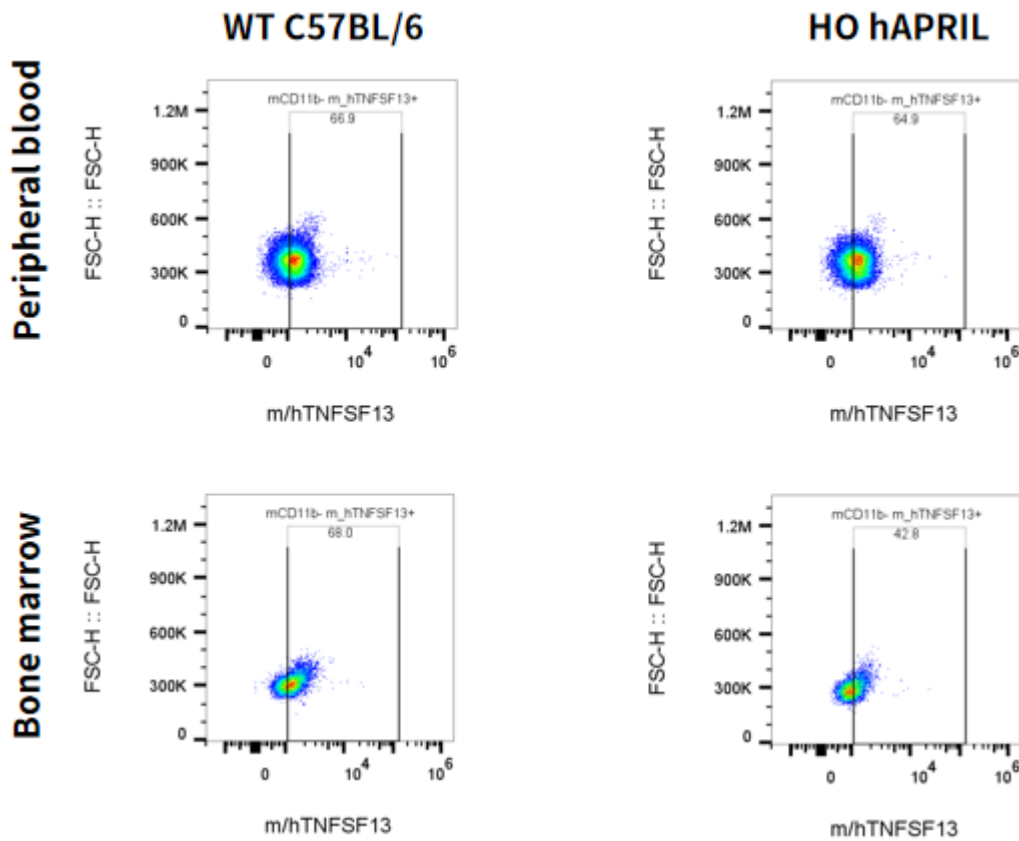 WT C57BL/6
HO hAPRIL
Peripheral blood
FSC-H :: FSC-H
1.2M
900K
600K
300K
0
mCD11b- m_hTNFSF13+
66.9
0
10^4
10^6
m/hTNFSF13
FSC-H :: FSC-H
1.2M
900K
600K
300K
0
mCD11b- m_hTNFSF13+
64.9
0
10^4
10^6
m/hTNFSF13
Bone marrow
FSC-H :: FSC-H
1.2M
900K
600K
300K
0
mCD11b- m_hTNFSF13+
68.0
0
10^4
10^6
m/hTNFSF13
FSC-H :: FSC-H
1.2M
900K
600K
300K
0
mCD11b- m_hTNFSF13+
42.8
0
10^4
10^6
m/hTNFSF13